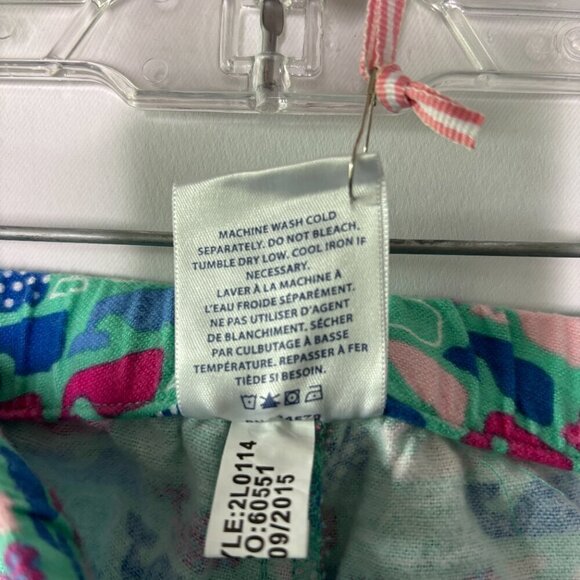 MACHINE WASH COLD
SEPARATELY. DO NOT BLEACH.
TUMBLE DRY LOW. COOL IRON IF
NECESSARY.
LAVER À LA MACHINE À
L'EAU FROIDE SÉPARÉMENT.
NE PAS UTILISER D'AGENT
DE BLANCHIMENT. SÉCHER
PAR CULBUTAGE À BASSE
TEMPÉRATURE. REPASSER À FER
TIÈDE SI BESOIN.
YLE:2L0114
O:60551
09/2015